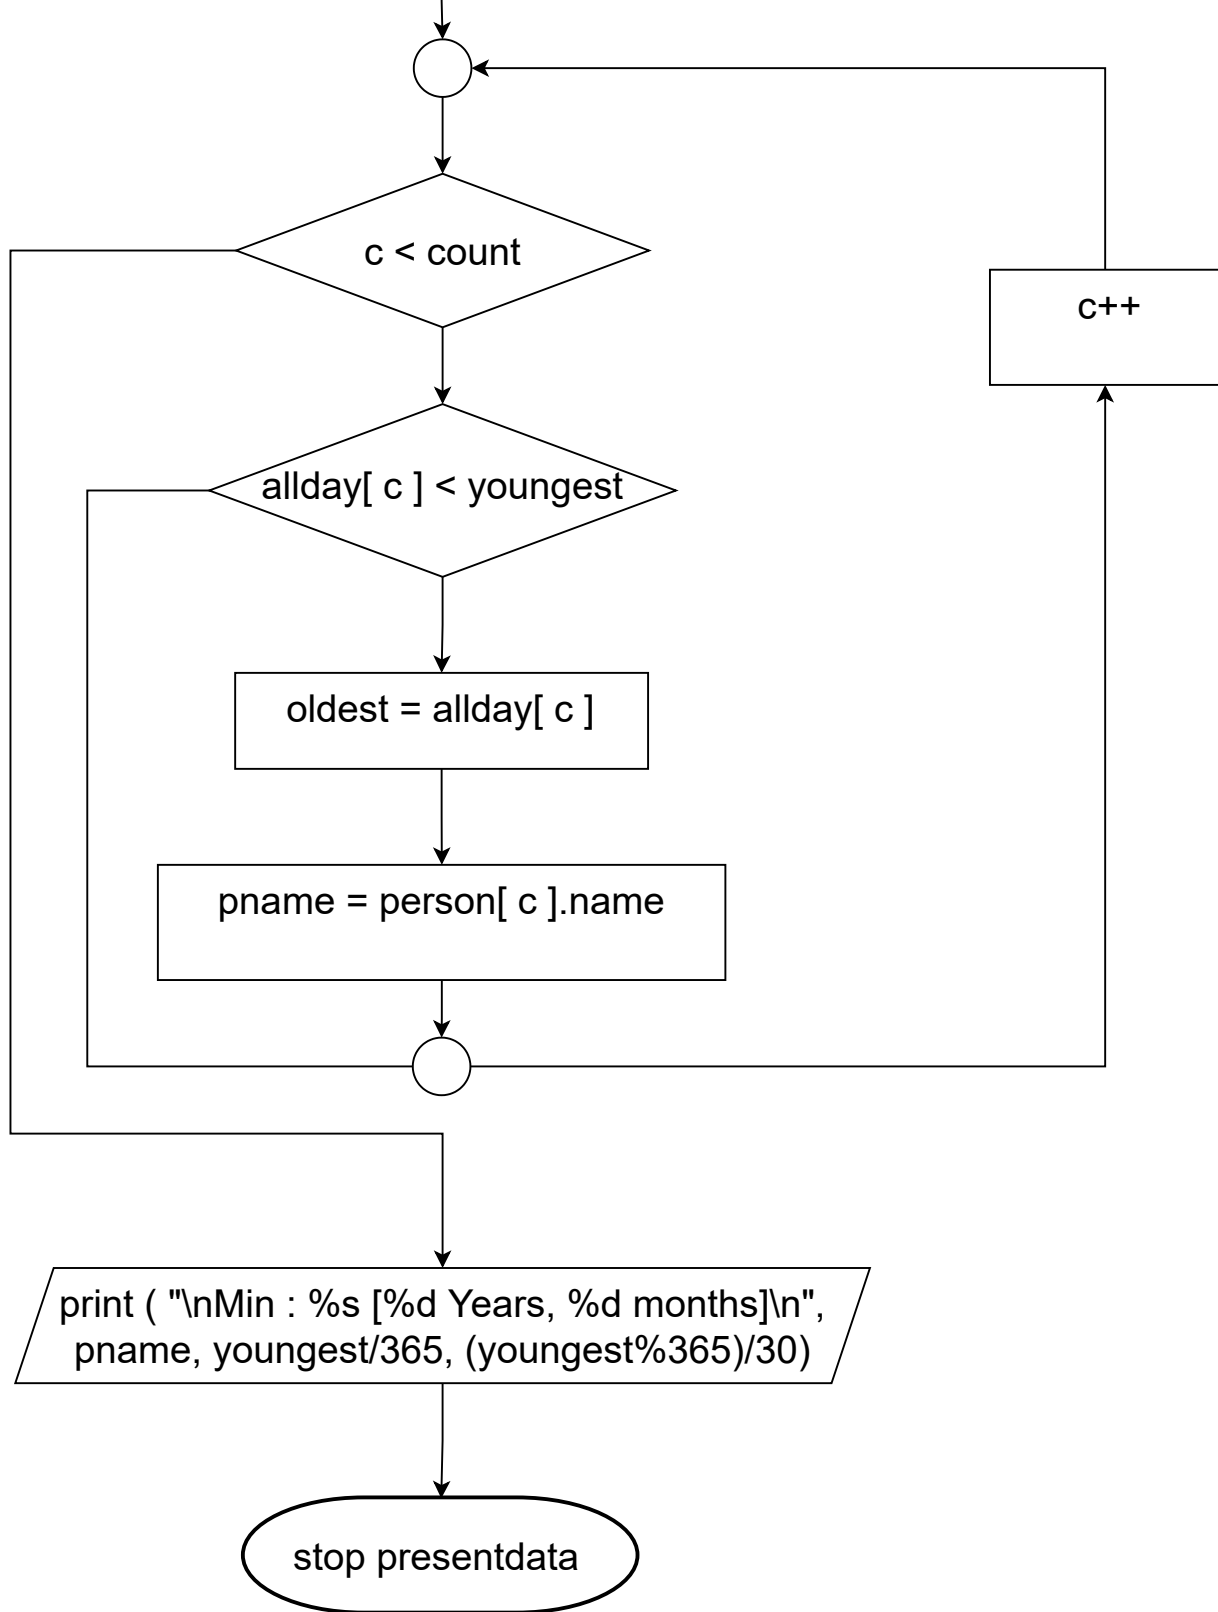 c < count
c++
allday[ c ] < youngest
oldest = allday[ c ]
pname = person[ c ].name
print ( "\nMin : %s [%d Years, %d months]\n",
pname, youngest/365, (youngest%365)/30)
stop presentdata